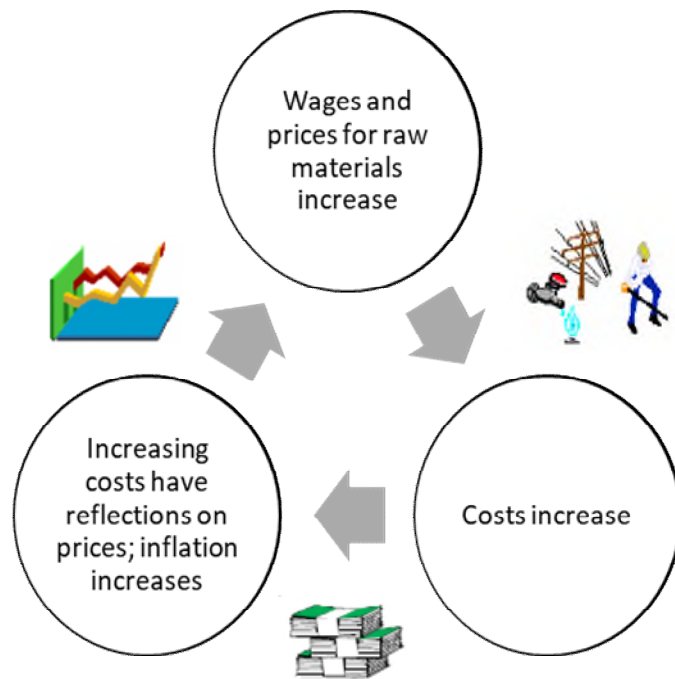 Wages and
prices for raw
materials
increase
Costs increase
Increasing
costs have
reflections on
prices; inflation
increases